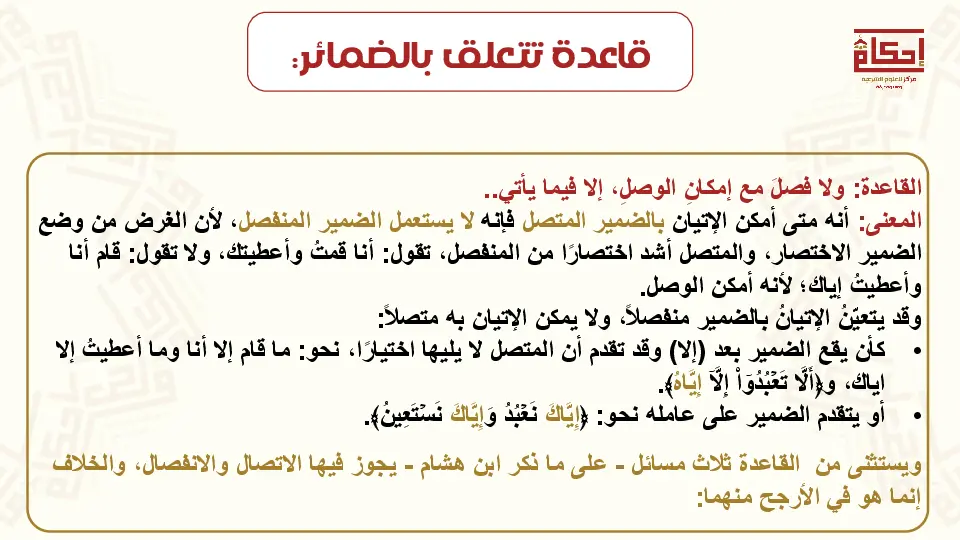 قاعدة تتعلق بالضمائر:
إحكام
مركز للعلوم الشرعية
القاعدة: ولا فصلَ مع إمكانِ الوصلِ، إلا فيما يأتي..
المعنى: أنه متى أمكن الإتيان بالضمير المتصل فإنه لا يستعمل الضمير المنفصل، لأن الغرض من وضع
الضمير الاختصار، والمتصل أشد اختصارًا من المنفصل، تقول: أنا قمتُ وأعطيتك، ولا تقول: قام أنا
وأعطيتُ إياك؛ لأنه أمكن الوصل.
وقد يتعيّنُ الإتيانُ بالضمير منفصلاً، ولا يمكن الإتيان به متصلاً:
• كأن يقع الضمير بعد (إلا) وقد تقدم أن المتصل لا يليها اختيارًا، نحو: ما قام إلا أنا وما أعطيتُ إلا
اياك، و﴿أَلَّا تَعۡبُدُوٓاْ إِلَّآ إِيَّاهُ﴾.
• أو يتقدم الضمير على عامله نحو: ﴿إِيَّاكَ نَعۡبُدُ وَإِيَّاكَ نَسۡتَعِينُ﴾.
ويستثنى من القاعدة ثلاث مسائل - على ما ذكر ابن هشام - يجوز فيها الاتصال والانفصال، والخلاف
إنما هو في الأرجح منهما: